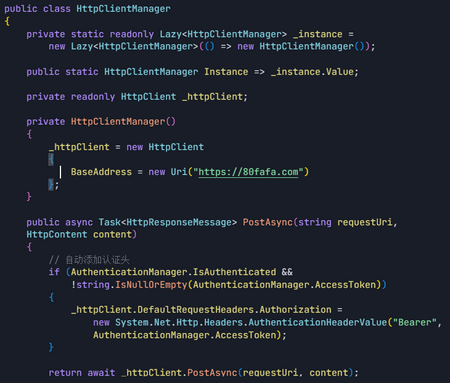 public class HttpClientManager
{
private static readonly Lazy<HttpClientManager> _instance =
new Lazy<HttpClientManager>(() => new HttpClientManager());
public static HttpClientManager Instance => _instance.Value;
private readonly HttpClient _httpClient;
private HttpClientManager()
{
_httpClient = new HttpClient
{
BaseAddress = new Uri("https://80fafa.com")
};
}
public async Task<HttpResponseMessage> PostAsync(string requestUri,
HttpContent content)
{
// 自动添加认证头
if (AuthenticationManager.IsAuthenticated &&
!string.IsNullOrEmpty(AuthenticationManager.AccessToken))
{
_httpClient.DefaultRequestHeaders.Authorization =
new System.Net.Http.Headers.AuthenticationHeaderValue("Bearer",
AuthenticationManager.AccessToken);
}
return await _httpClient.PostAsync(requestUri, content);